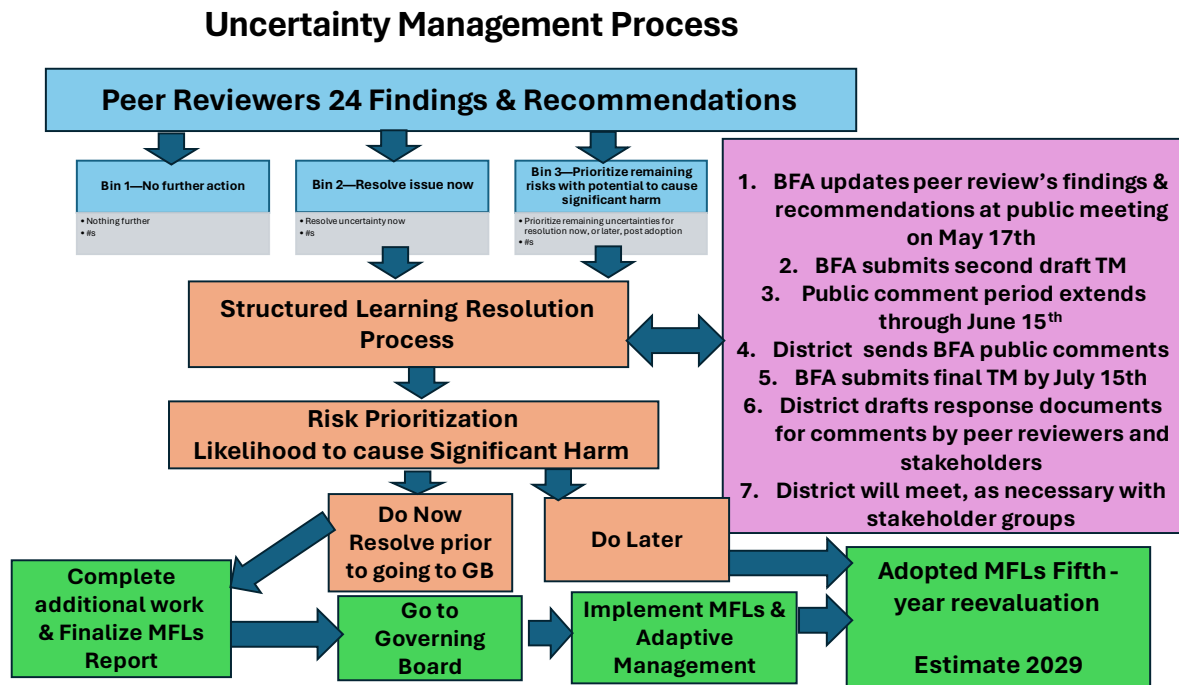 Uncertainty Management Process
Peer Reviewers 24 Findings & Recommendations
Bin 1—No further action
• Nothing further
• #s
Bin 2—Resolve issue now
• Resolve uncertainty now
• #s
Bin 3—Prioritize remaining
risks with potential to cause
significant harm
• Prioritize remaining uncertainties for
resolution now, or later, post adoption
• #s
Structured Learning Resolution
Process
1. BFA updates peer review's findings &
recommendations at public meeting
on May 17th
2. BFA submits second draft TM
3. Public comment period extends
through June 15th
4. District sends BFA public comments
5. BFA submits final TM by July 15th
6. District drafts response documents
for comments by peer reviewers and
stakeholders
7. District will meet, as necessary with
stakeholder groups
Risk Prioritization
Likelihood to cause Significant Harm
Do Now
Resolve prior
to going to GB
Do Later
Complete
additional work
& Finalize MFLs
Report
Go to
Governing
Board
Implement MFLs &
Adaptive
Management
Adopted MFLs Fifth-
year reevaluation
Estimate 2029